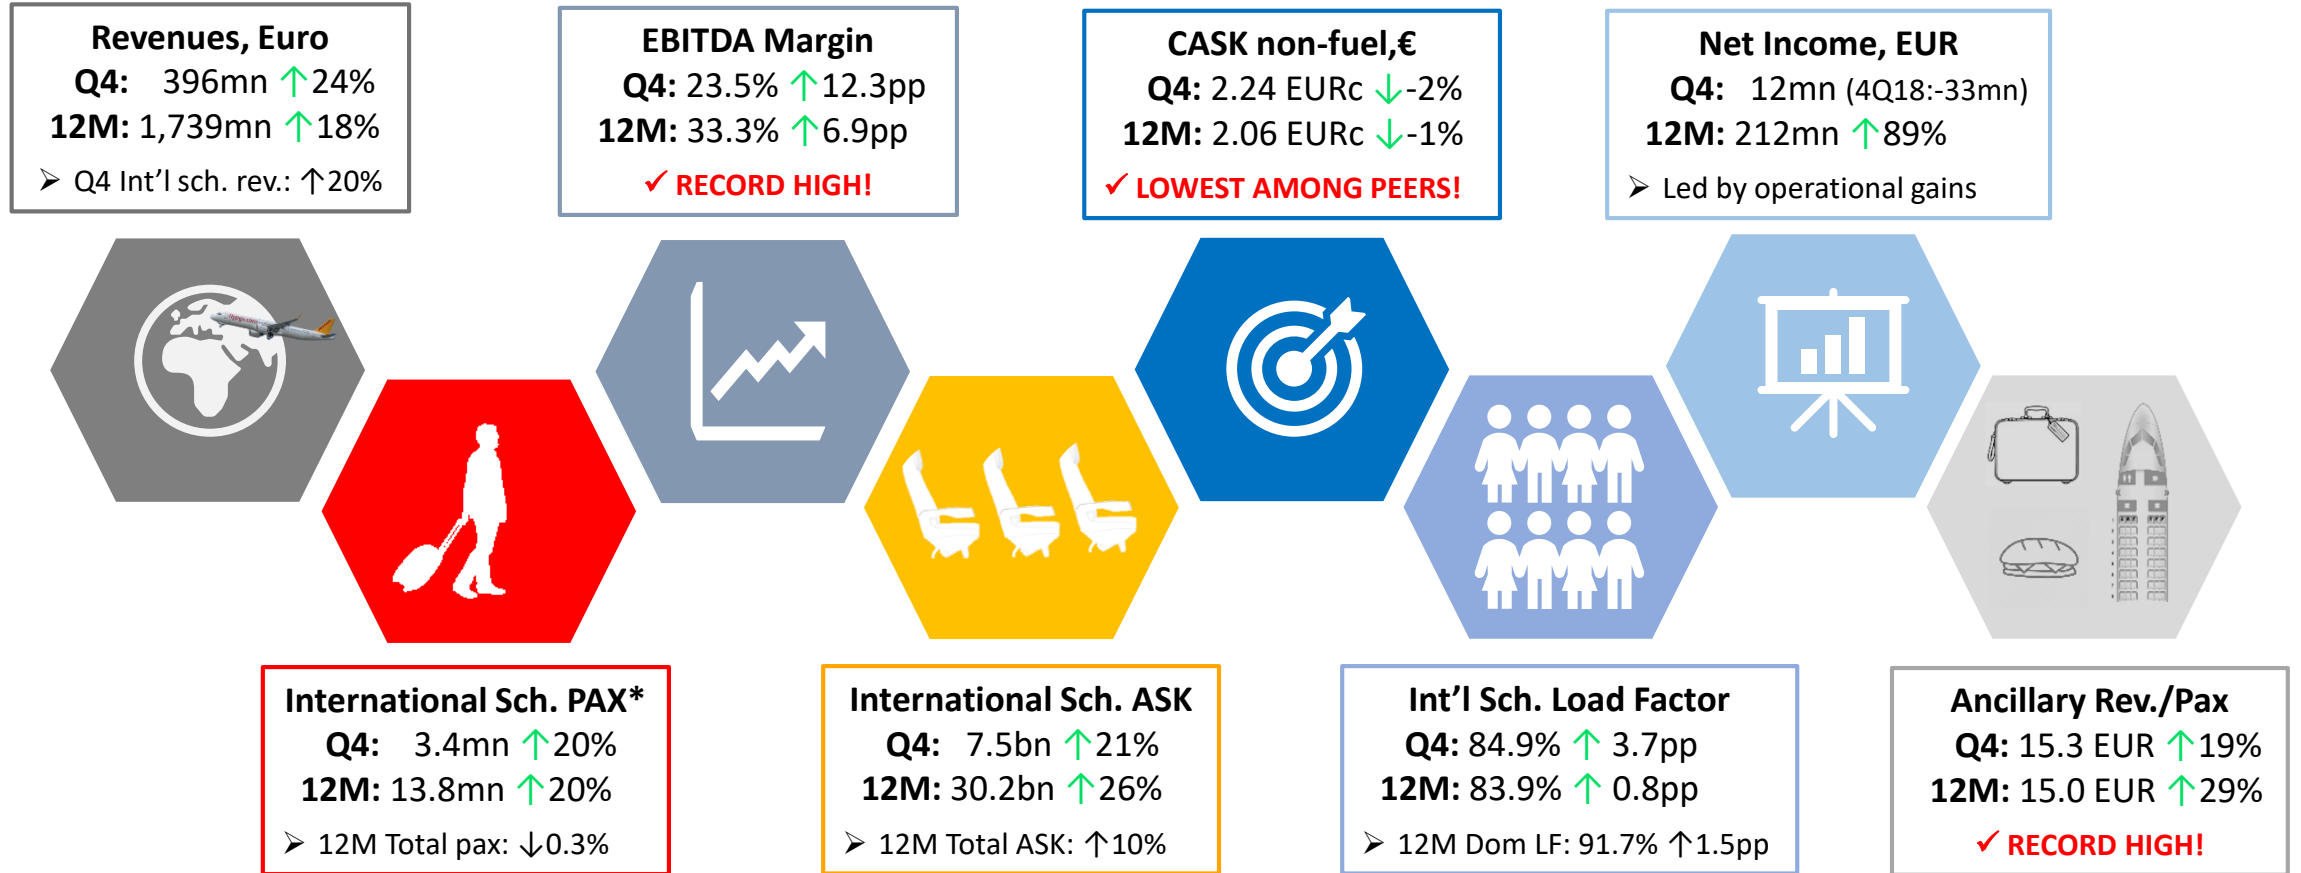 Revenues, Euro
Q4: 396mn ↑24%
12M: 1,739mn ↑18%
➢ Q4 Int’l sch. rev.: ↑20%
EBITDA Margin
Q4: 23.5% ↑12.3pp
12M: 33.3% ↑6.9pp
✓ RECORD HIGH!
CASK non-fuel,€
Q4: 2.24 EURc ↓-2%
12M: 2.06 EURc ↓-1%
✓ LOWEST AMONG PEERS!
Net Income, EUR
Q4: 12mn (4Q18:-33mn)
12M: 212mn ↑89%
➢ Led by operational gains
International Sch. PAX*
Q4: 3.4mn ↑20%
12M: 13.8mn ↑20%
➢ 12M Total pax: ↓0.3%
International Sch. ASK
Q4: 7.5bn ↑21%
12M: 30.2bn ↑26%
➢ 12M Total ASK: ↑10%
Int’l Sch. Load Factor
Q4: 84.9% ↑ 3.7pp
12M: 83.9% ↑ 0.8pp
➢ 12M Dom LF: 91.7% ↑1.5pp
Ancillary Rev./Pax
Q4: 15.3 EUR ↑19%
12M: 15.0 EUR ↑29%
✓ RECORD HIGH!